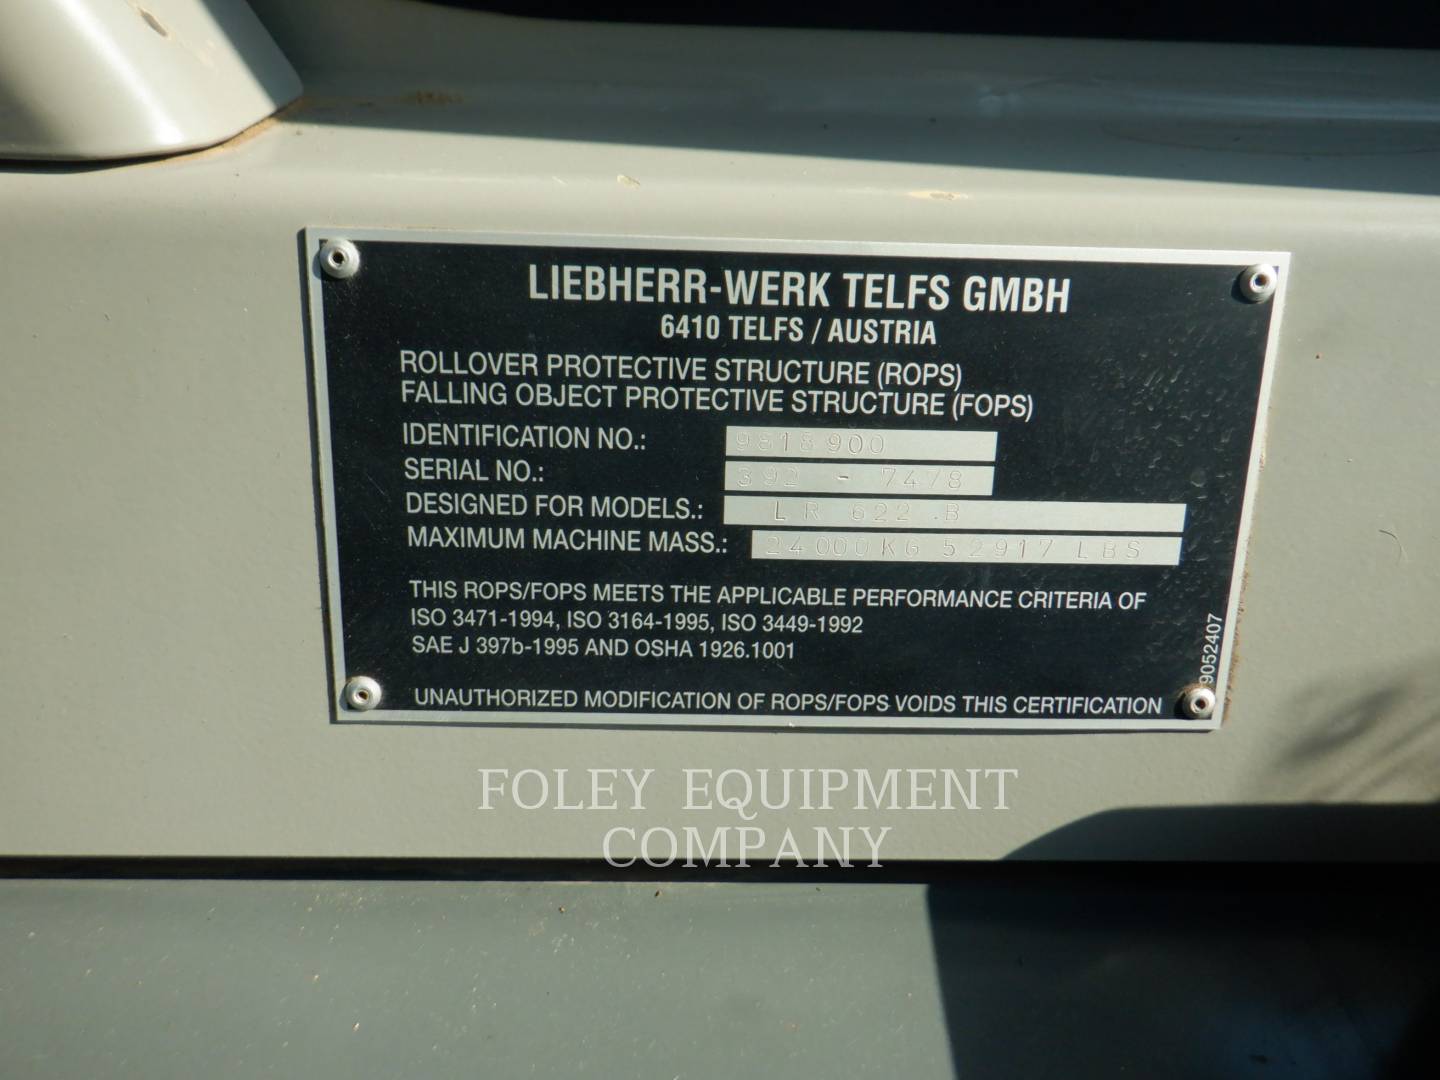 LIEBHERR-WERK TELFS GMBH
6410 TELFS / AUSTRIA
ROLLOVER PROTECTIVE STRUCTURE (ROPS)
FALLING OBJECT PROTECTIVE STRUCTURE (FOPS)
IDENTIFICATION NO.: 9818900
SERIAL NO.: 392 - 7478
DESIGNED FOR MODELS.: LR 622 .B
MAXIMUM MACHINE MASS.: 24000KG 52917 LBS
THIS ROPS/FOPS MEETS THE APPLICABLE PERFORMANCE CRITERIA OF
ISO 3471-1994, ISO 3164-1995, ISO 3449-1992
SAE J 397b-1995 AND OSHA 1926.1001
UNAUTHORIZED MODIFICATION OF ROPS/FOPS VOIDS THIS CERTIFICATION
9052407
FOLEY EQUIPMENT
COMPANY